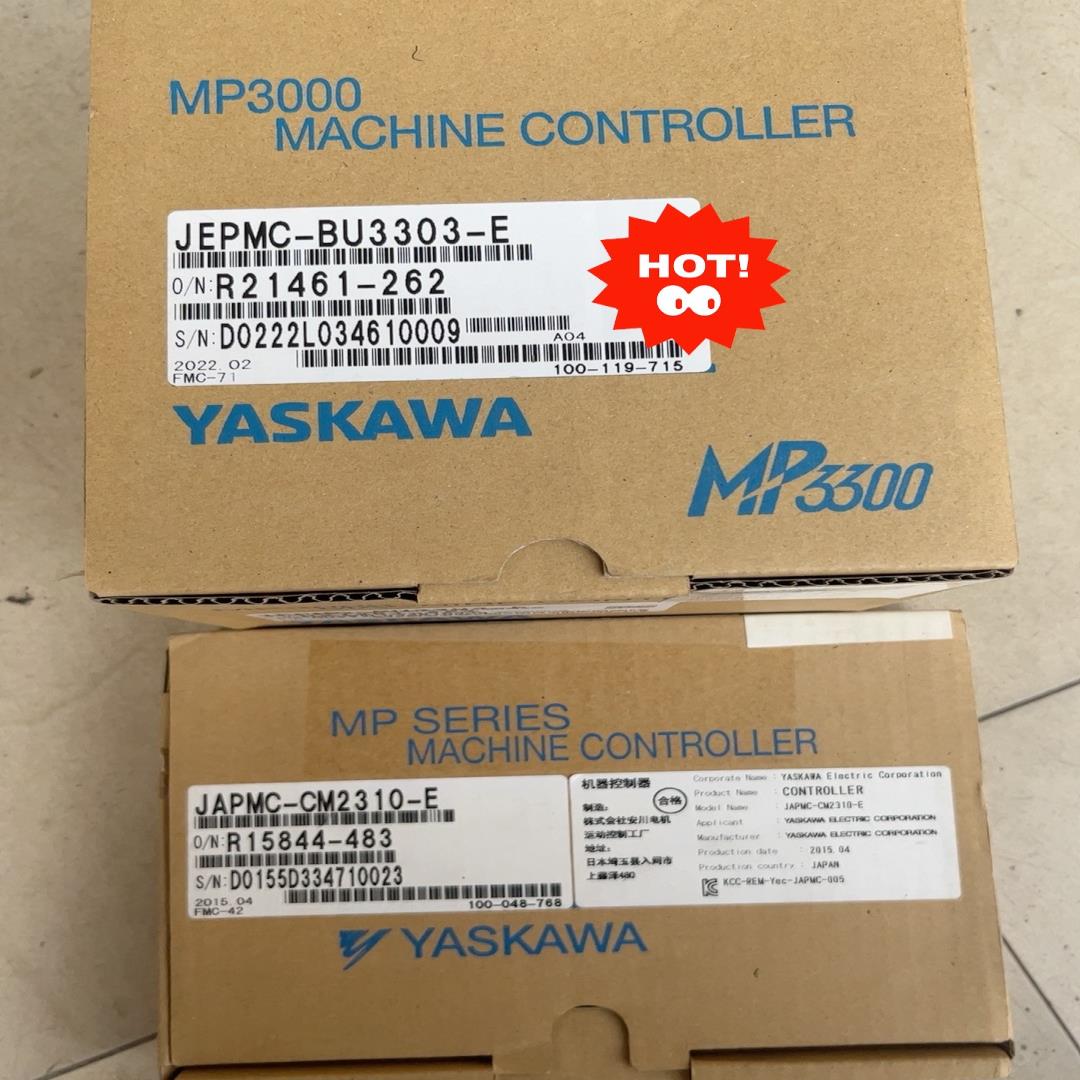 MP3000
MACHINE CONTROLLER
JEPMC-BU3303-E
O/N:R21461-262
S/N:D0222L034610009
A04
2022.02
FMC-71
100-119-715
HOT!
YASKAWA
MP3300
MP SERIES
MACHINE CONTROLLER
JAPMC-CM2310-E
O/N:R15844-483
S/N:D0155D334710023
2015.04
FMC-42
100-048-768
机器控制器
合格
制造:
株式会社安川电机
运动控制工厂
地址:
日本埼玉县入间市
上藤泽480
Corporate Name : YASKAWA Electric Corporation
Product Name : CONTROLLER
Model Name : JAPMC-CM2310-E
Applicant : YASKAWA ELECTRIC CORPORATION
Manufacturer : YASKAWA ELECTRIC CORPORATION
Production date : 2015.04
Production country : JAPAN
KCC-REM-Yec-JAPMC-005
YASKAWA